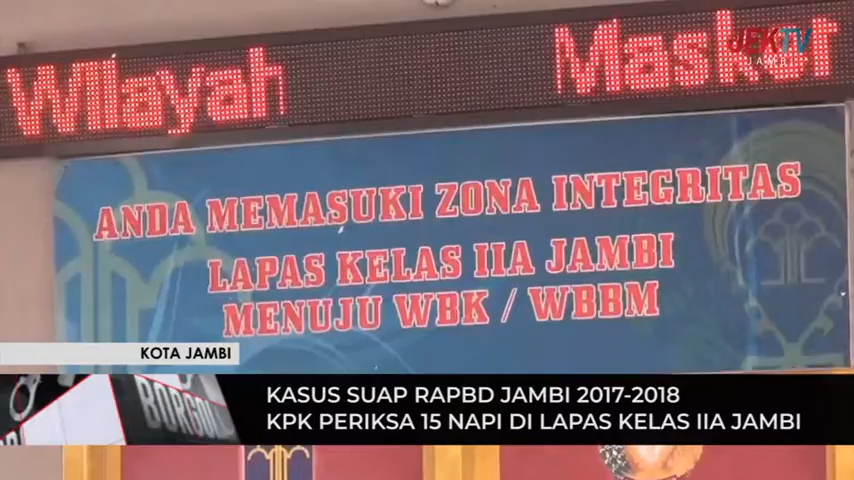 JEKTV
JAMBI
Wilayah Masker
ANDA MEMASUKI ZONA INTEGRITAS
LAPAS KELAS IIA JAMBI
MENUJU WBK / WBBM
KOTA JAMBI
BORGOL
KASUS SUAP RAPBD JAMBI 2017-2018
KPK PERIKSA 15 NAPI DI LAPAS KELAS IIA JAMBI